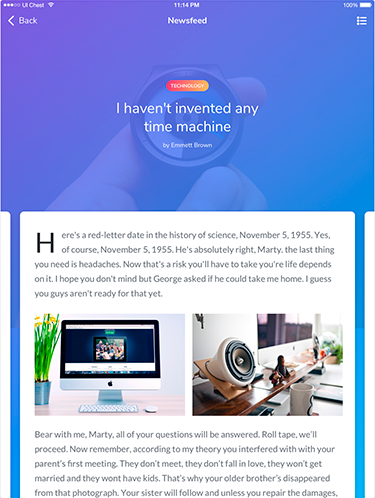 UI Chest
11:14 PM
100%
Back
Newsfeed
TECHNOLOGY
I haven't invented any
time machine
by Emmett Brown
Here's a red-letter date in the history of science, November 5, 1955. Yes,
of course, November 5, 1955. He's absolutely right, Marty, the last thing
you need is headaches. Now that's a risk you'll have to take you're life depends
on it. I hope you don't mind but George asked if he could take me home. I guess
you guys aren't ready for that yet.
Bear with me, Marty, all of your questions will be answered. Roll tape, we'll
proceed. Now remember, according to my theory you interfered with with your
parent's first meeting. They don't meet, they don't fall in love, they won't get
married and they wont have kids. That's why your older brother's disappeared
from that photograph. Your sister will follow and unless you repair the damages,